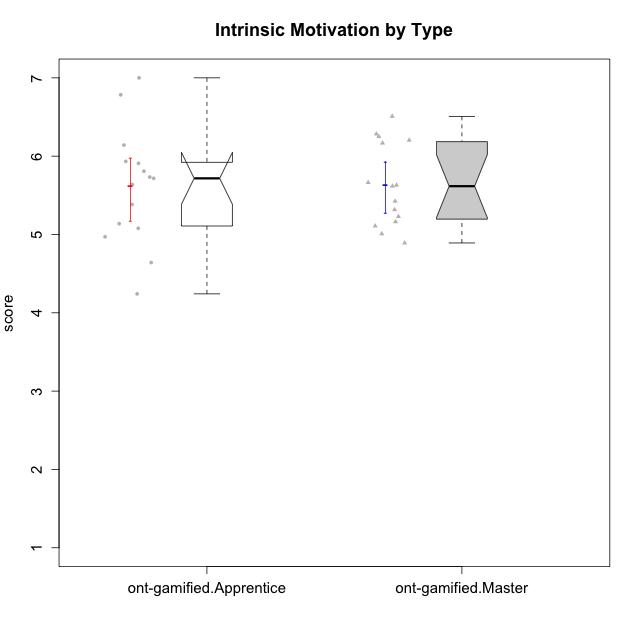 Intrinsic Motivation by Type
7
6
5
4
3
2
1
score
ont-gamified.Apprentice
ont-gamified.Master